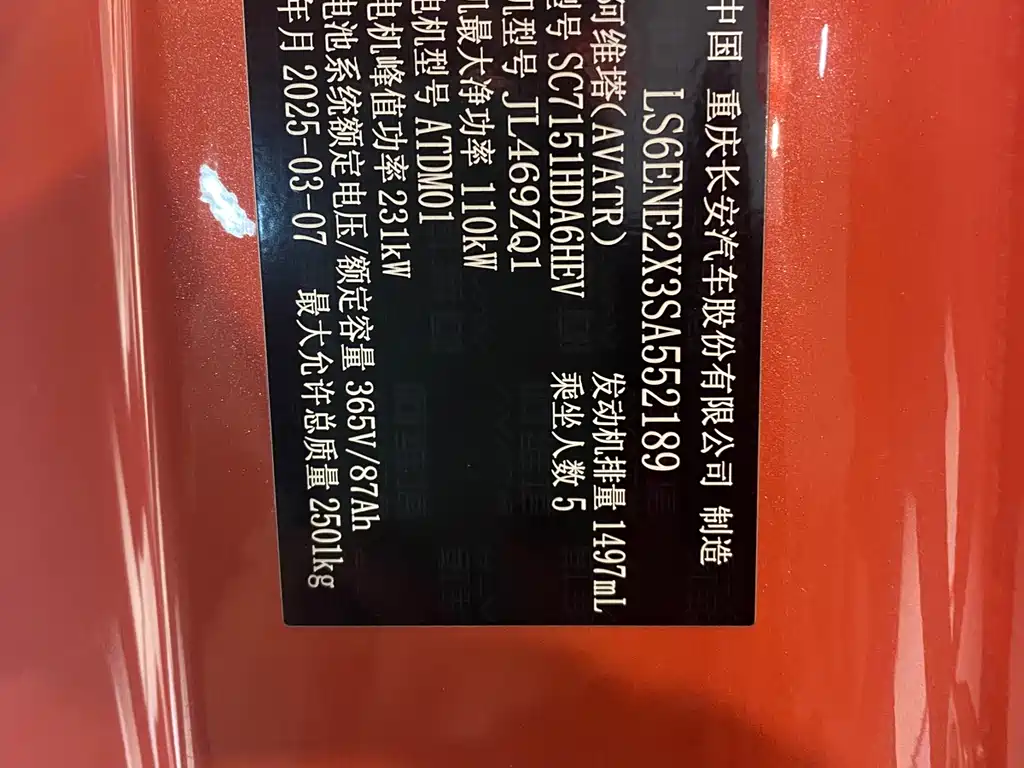 中国 重庆长安汽车股份有限公司 制造
LS6ENE2X3SA552189
阿维塔(AVATR) 发动机排量 1497mL
型号 SC7151HDA6HEV 乘坐人数 5
机型号 JL469ZQ1
机最大净功率 110kW
电机型号 ATDM01
电机峰值功率 231kW
电池系统额定电压/额定容量 365V/87Ah
年月 2025-03-07 最大允许总质量 2501kg